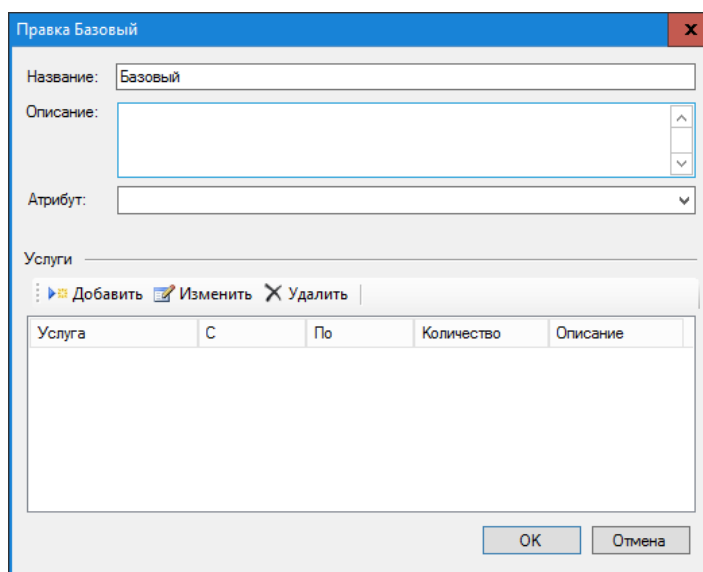 Правка Базовый x
Название: Базовый
Описание:
Атрибут:
Услуги
Добавить Изменить Удалить
Услуга С По Количество Описание
OK Отмена